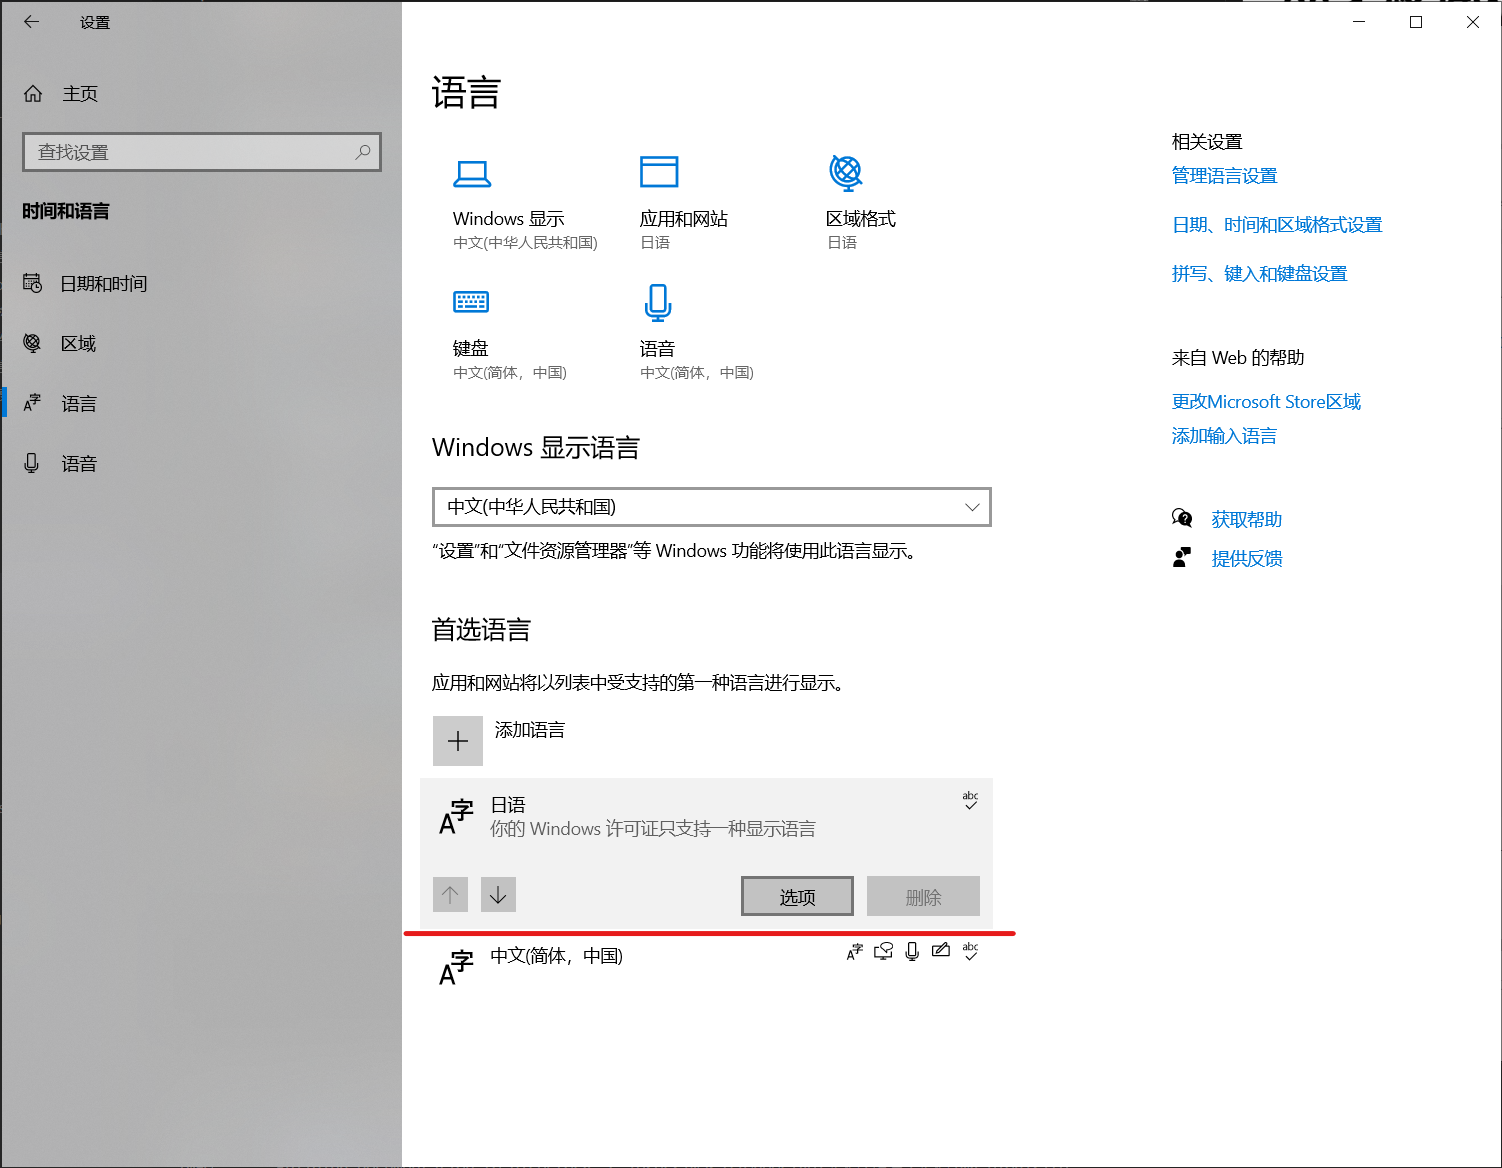 设置
主页
查找设置
时间和语言
日期和时间
区域
语言
语音
语言
Windows 显示
中文(中华人民共和国)
应用和网站
日语
区域格式
日语
键盘
中文(简体，中国)
语音
中文(简体，中国)
Windows 显示语言
中文(中华人民共和国)
“设置”和“文件资源管理器”等 Windows 功能将使用此语言显示。
首选语言
应用和网站将以列表中受支持的第一种语言进行显示。
添加语言
日语
你的 Windows 许可证只支持一种显示语言
选项
删除
中文(简体，中国)
相关设置
管理语言设置
日期、时间和区域格式设置
拼写、键入和键盘设置
来自 Web 的帮助
更改Microsoft Store区域
添加输入语言
获取帮助
提供反馈